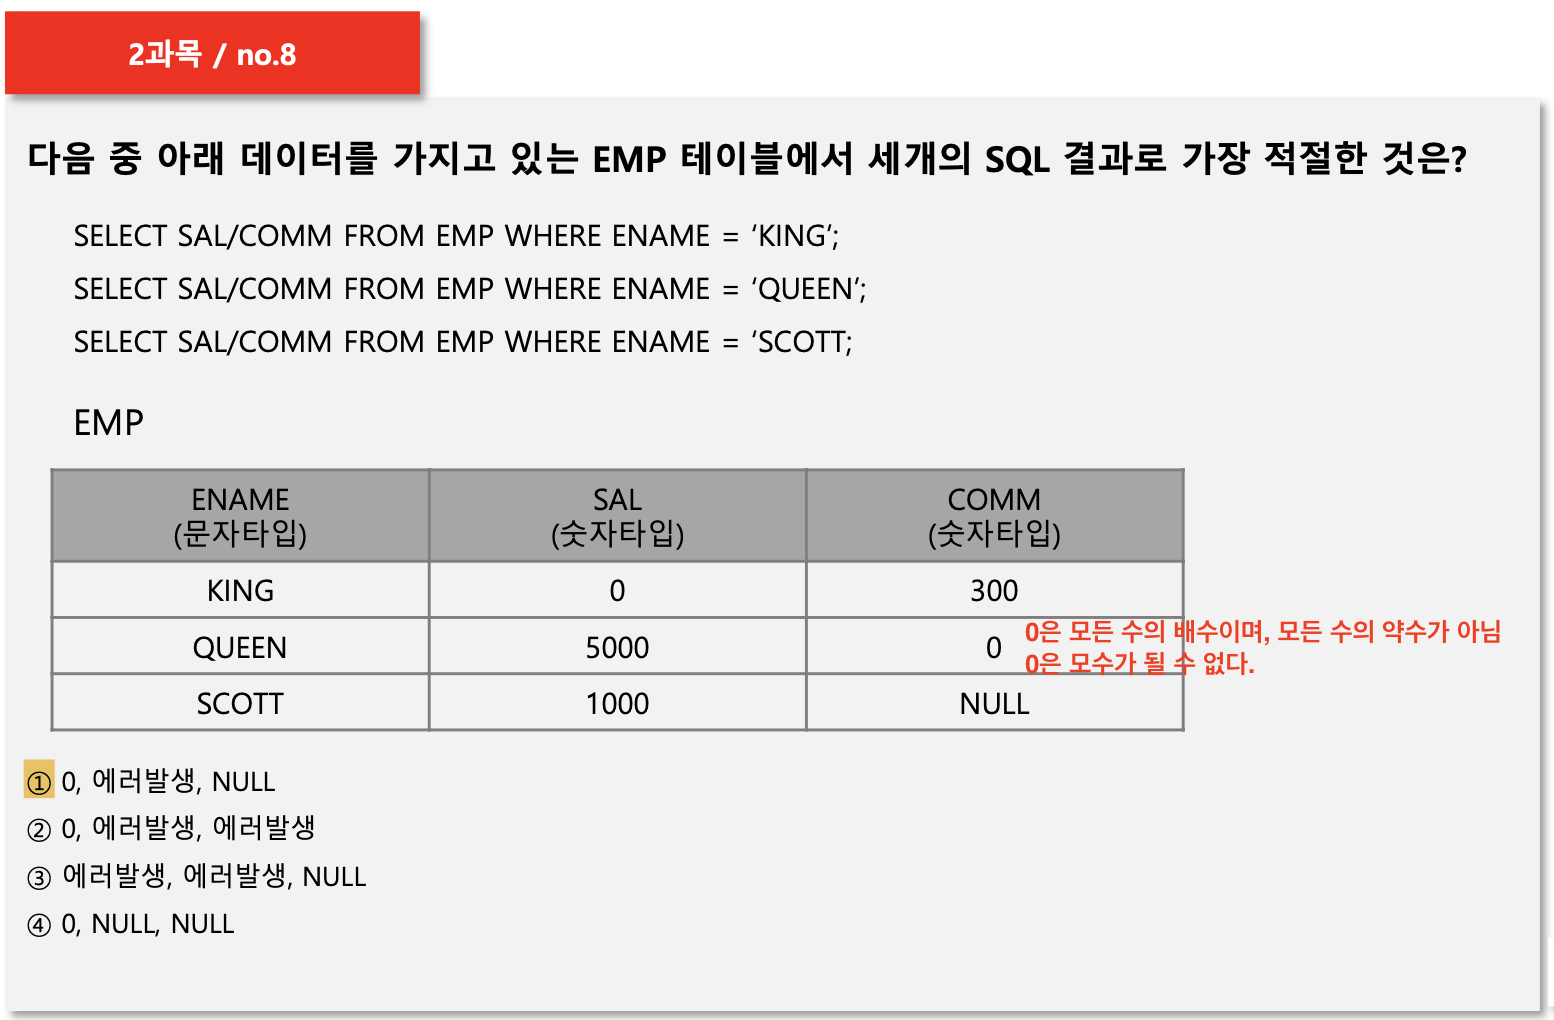 2과목 / no.8
다음 중 아래 데이터를 가지고 있는 EMP 테이블에서 세개의 SQL 결과로 가장 적절한 것은?
SELECT SAL/COMM FROM EMP WHERE ENAME = ‘KING’;
SELECT SAL/COMM FROM EMP WHERE ENAME = ‘QUEEN’;
SELECT SAL/COMM FROM EMP WHERE ENAME = ‘SCOTT;
EMP
ENAME SAL COMM
(문자타입) (숫자타입) (숫자타입)
KING 0 300
QUEEN 5000 0
0은 모든 수의 배수이며, 모든 수의 약수가 아님
0은 모수가 될 수 없다.
SCOTT 1000 NULL
① 0, 에러발생, NULL
② 0, 에러발생, 에러발생
③ 에러발생, 에러발생, NULL
④ 0, NULL, NULL